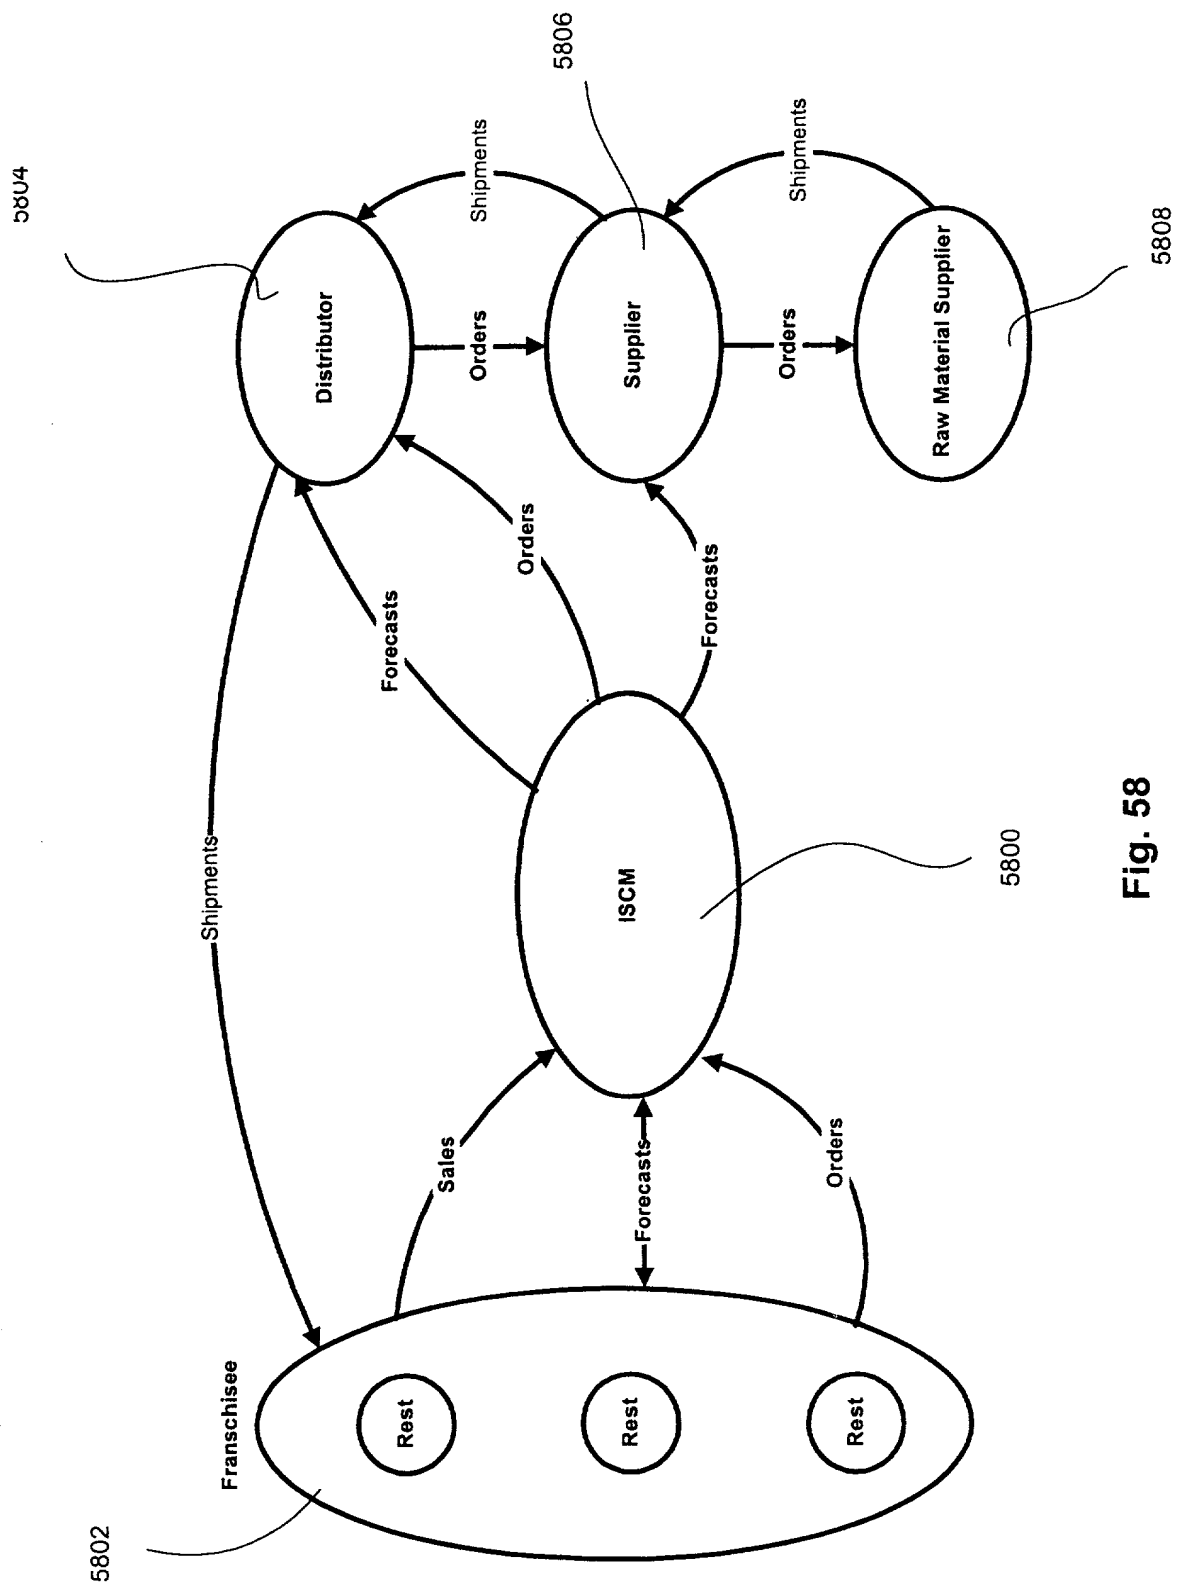 5804
5802
Shipments
Franschisee
Distributor
Forecasts
Rest
Sales
Orders
Shipments
Orders
5806
Rest
ISCM
Supplier
Forecasts
Forecasts
Orders
Shipments
Orders
Rest
Raw Material Supplier
5800
5808
Fig. 58